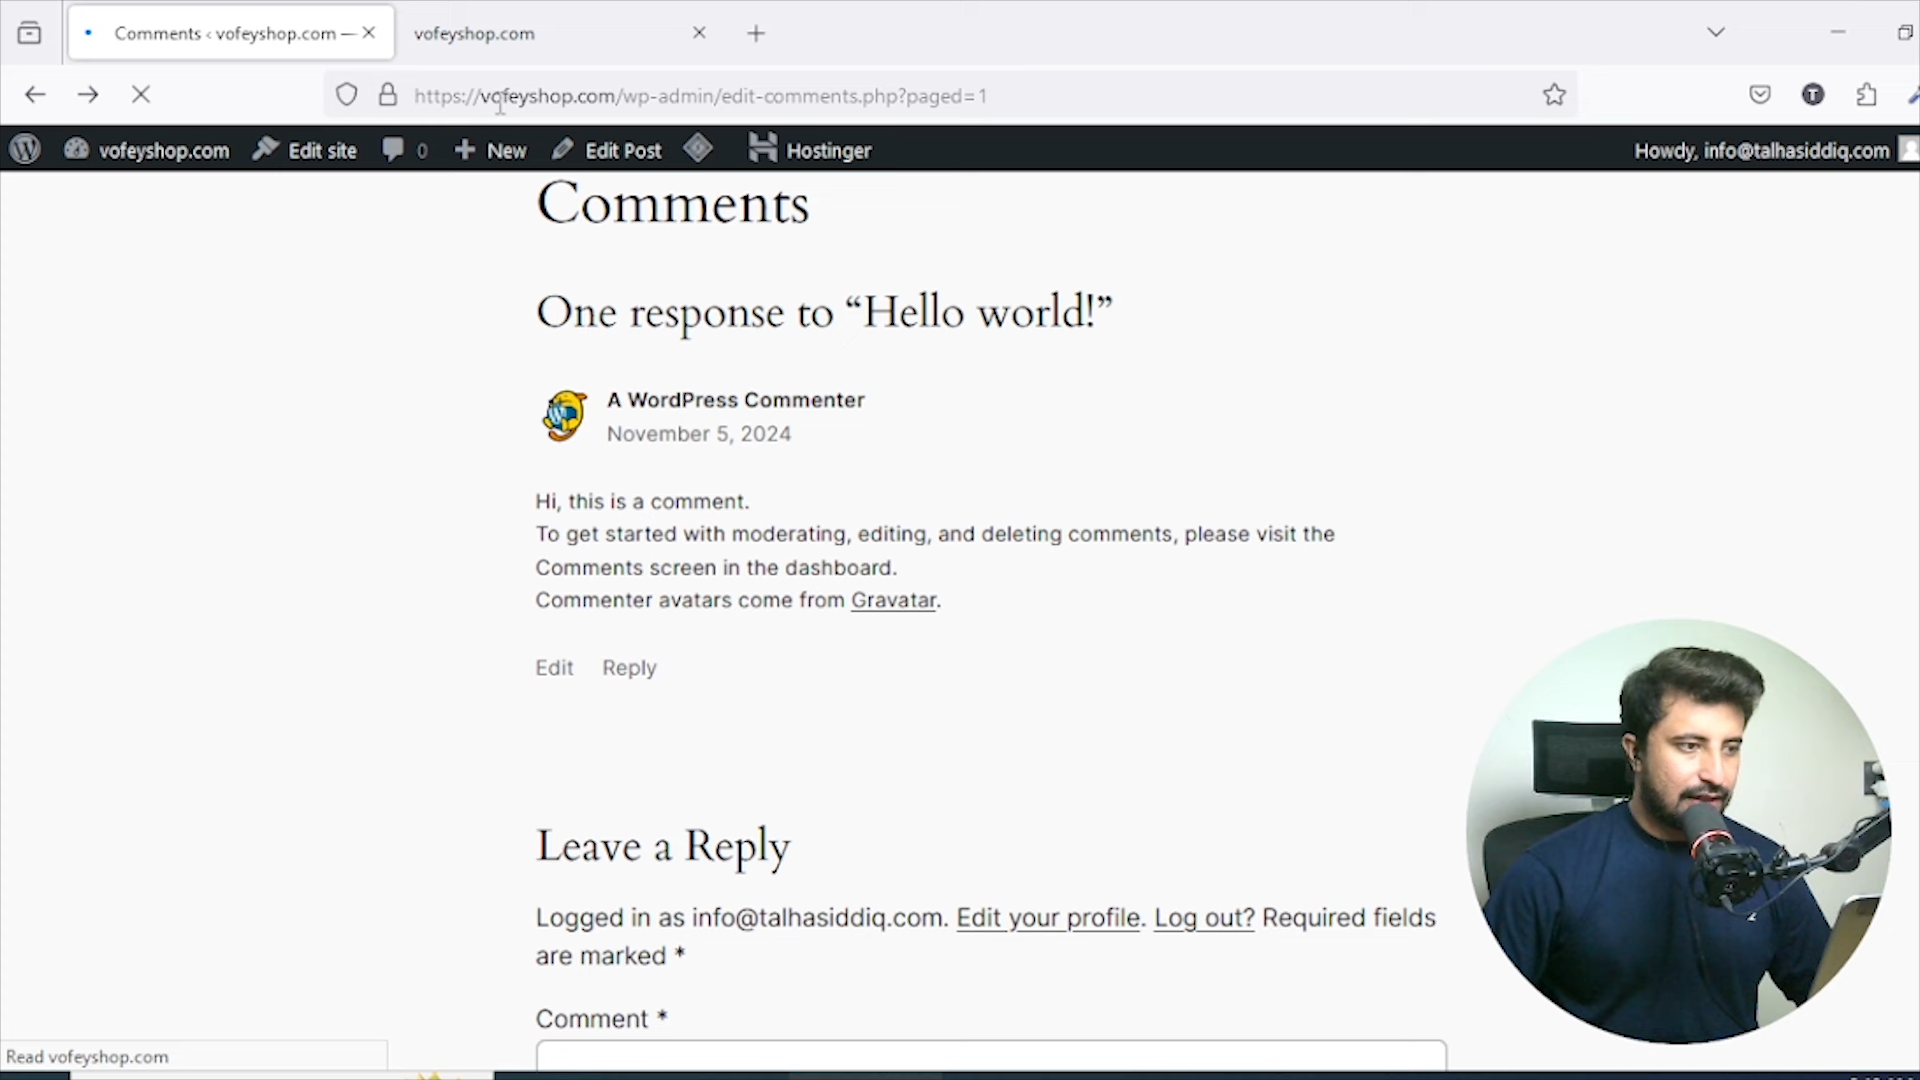 Comments ‹ vofeyshop.com —
vofeyshop.com
https://vofeyshop.com/wp-admin/edit-comments.php?paged=1
T
vofeyshop.com
Edit site
0
New
Edit Post
Hostinger
Howdy, info@talhasiddiq.com
Comments
One response to “Hello world!”
A WordPress Commenter
November 5, 2024
Hi, this is a comment.
To get started with moderating, editing, and deleting comments, please visit the
Comments screen in the dashboard.
Commenter avatars come from Gravatar.
Edit Reply
Leave a Reply
Logged in as info@talhasiddiq.com. Edit your profile. Log out? Required fields
are marked *
Comment *
Read vofeyshop.com